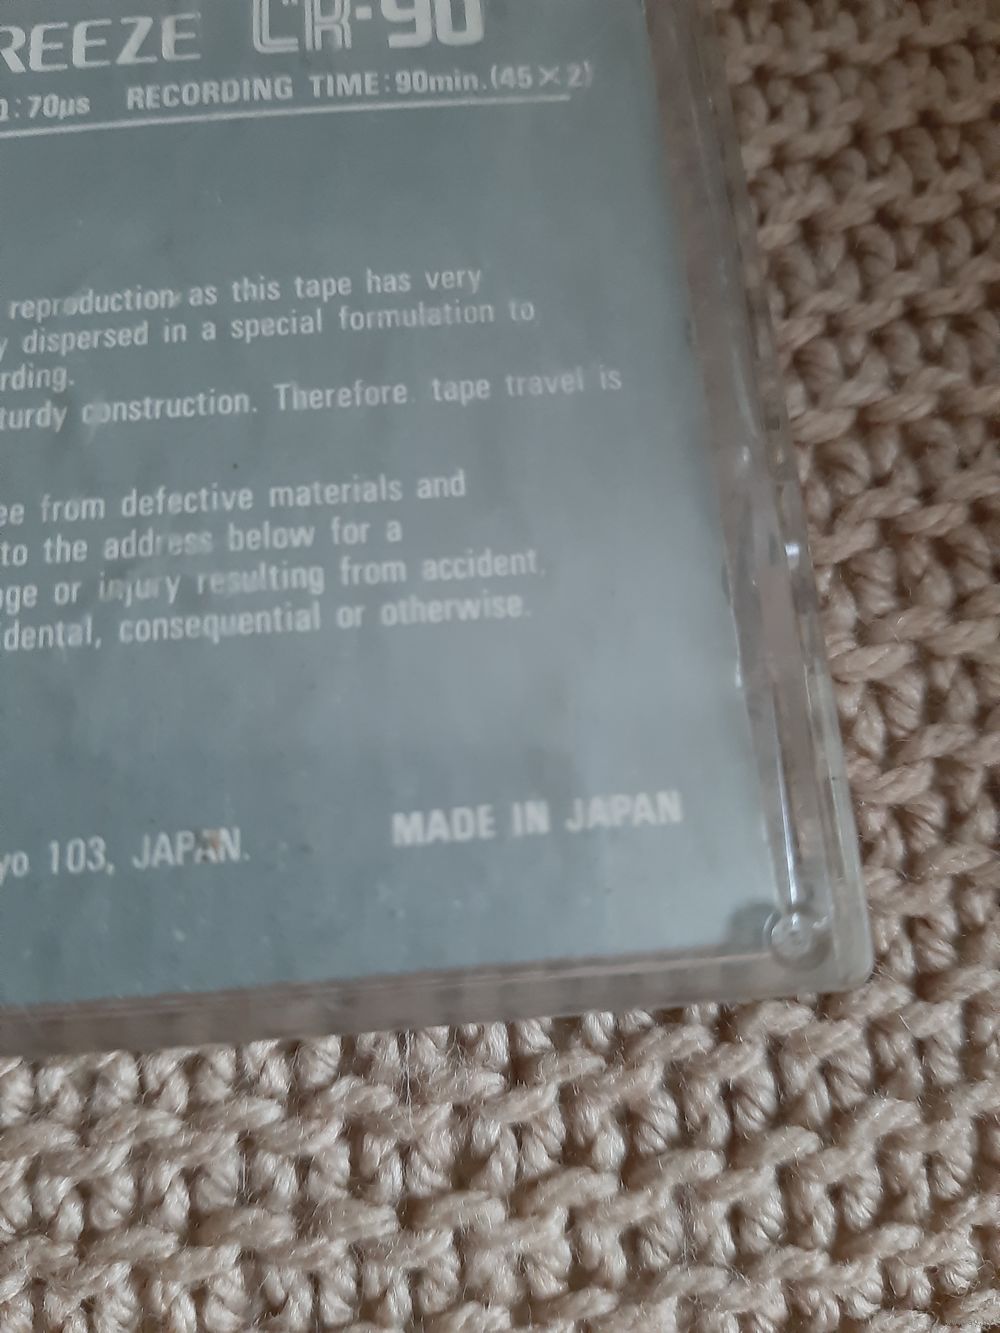 REEZE CR-90
Q: 70µs RECORDING TIME: 90min. (45×2)
reproduction as this tape has very
y dispersed in a special formulation to
rding.
turdy construction. Therefore tape travel is
ee from defective materials and
to the address below for a
age or injury resulting from accident,
idental, consequential or otherwise.
yo 103, JAPAN. MADE IN JAPAN